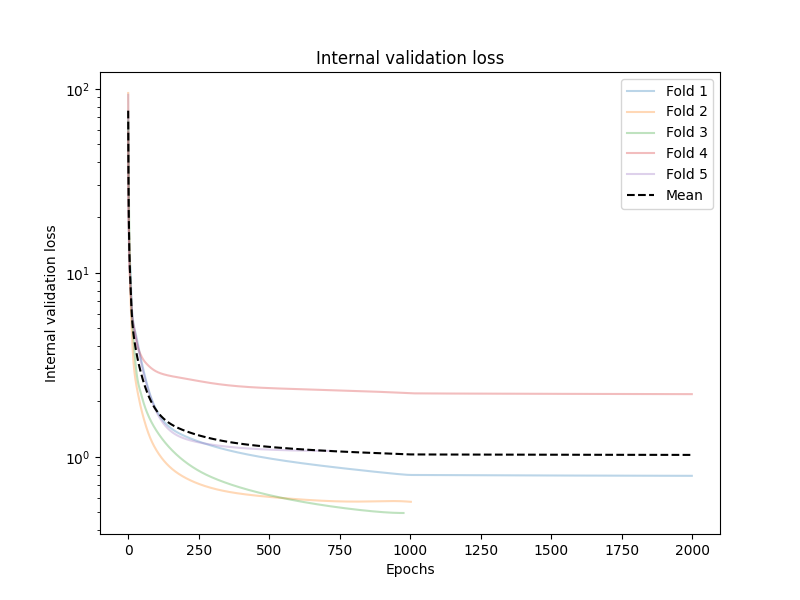 Internal validation loss
Internal validation loss
10²
10¹
10⁰
0 250 500 750 1000 1250 1500 1750 2000
Epochs
Fold 1
Fold 2
Fold 3
Fold 4
Fold 5
Mean